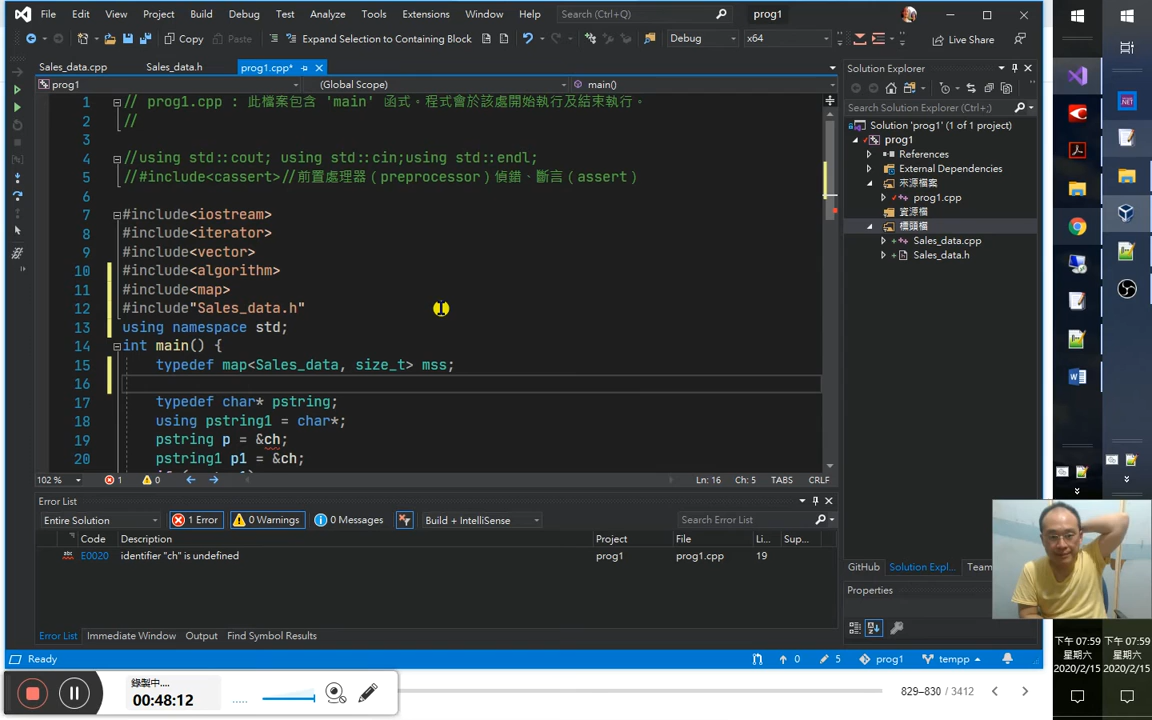 File Edit View Project Build Debug Test Analyze Tools Extensions Window Help Search (Ctrl+Q) prog1
Copy Paste Expand Selection to Containing Block Debug x64 Live Share
Sales_data.cpp Sales_data.h prog1.cpp*
prog1 (Global Scope) main()
1 // prog1.cpp : 此檔案包含 'main' 函式。程式會於該處開始執行及結束執行。
2 //
3
4 //using std::cout; using std::cin;using std::endl;
5 //#include<cassert>//前置處理器（preprocessor）偵錯、斷言（assert）
6
7 #include<iostream>
8 #include<iterator>
9 #include<vector>
10 #include<algorithm>
11 #include<map>
12 #include"Sales_data.h"
13 using namespace std;
14 int main() {
15 typedef map<Sales_data, size_t> mss;
16
17 typedef char* pstring;
18 using pstring1 = char*;
19 pstring p = &ch;
20 pstring1 p1 = &ch;
102 % 1 0 Ln: 16 Ch: 5 TABS CRLF
Error List
Entire Solution 1 Error 0 Warnings 0 Messages Build + IntelliSense Search Error List
Code Description Project File Li... Sup...
E0020 identifier "ch" is undefined prog1 prog1.cpp 19
Error List Immediate Window Output Find Symbol Results
Ready 0 5 prog1 tempp
Solution Explorer
Search Solution Explorer (Ctrl+;)
Solution 'prog1' (1 of 1 project)
prog1
References
External Dependencies
來源檔案
prog1.cpp
資源檔
標頭檔
Sales_data.cpp
Sales_data.h
GitHub Solution Expl... Team
Properties
錄製中....
00:48:12
829–830 / 3412
下午 07:59 下午 07:59
星期六 星期六
2020/2/15 2020/2/15